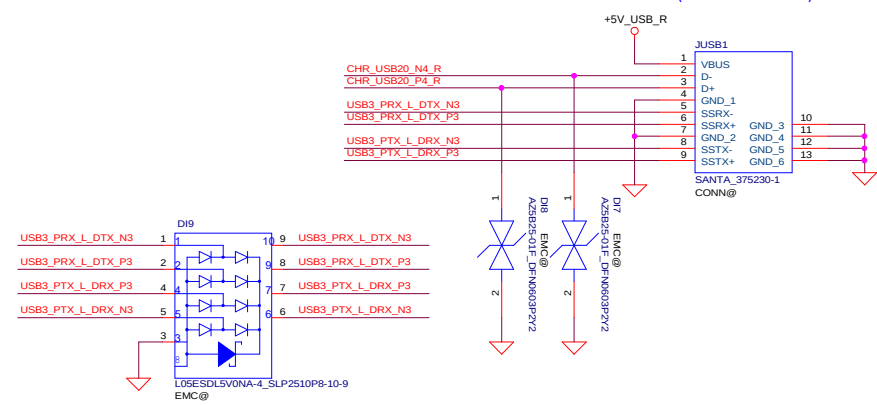 +5V_USB_R
JUSB1
1 VBUS
CHR_USB20_N4_R 2 D-
CHR_USB20_P4_R 3 D+
4 GND_1
USB3_PRX_L_DTX_N3 5 SSRX-
USB3_PRX_L_DTX_P3 6 SSRX+ GND_3 10
7 GND_2 GND_4 11
USB3_PTX_L_DRX_N3 8 SSTX- GND_5 12
USB3_PTX_L_DRX_P3 9 SSTX+ GND_6 13
SANTA_375230-1
CONN@
1
2
DI8
EMC@
AZ5B25-01F_DFN0603P2Y2
1
2
DI7
EMC@
AZ5B25-01F_DFN0603P2Y2
DI9
USB3_PRX_L_DTX_N3 1 1 10 9 USB3_PRX_L_DTX_N3
USB3_PRX_L_DTX_P3 2 2 9 8 USB3_PRX_L_DTX_P3
USB3_PTX_L_DRX_P3 4 4 7 7 USB3_PTX_L_DRX_P3
USB3_PTX_L_DRX_N3 5 5 6 6 USB3_PTX_L_DRX_N3
3 3
8
L05ESDL5V0NA-4_SLP2510P8-10-9
EMC@